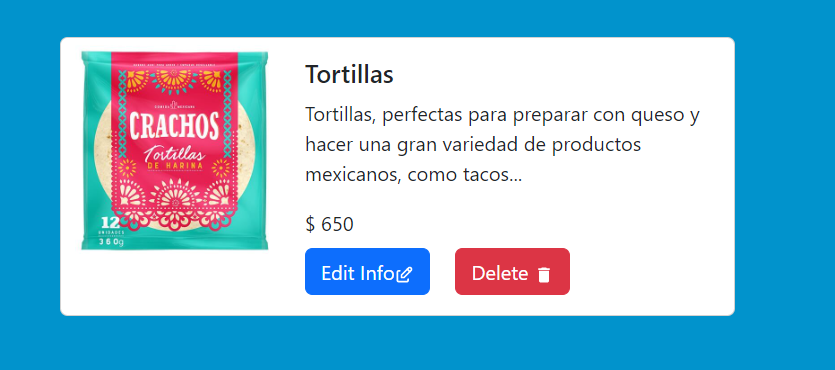 Tortillas
Tortillas, perfectas para preparar con queso y
hacer una gran variedad de productos
mexicanos, como tacos...
$ 650
Edit Info
Delete
CRACHOS
Tortillas
DE HARINA
12
UNIDADES
360g